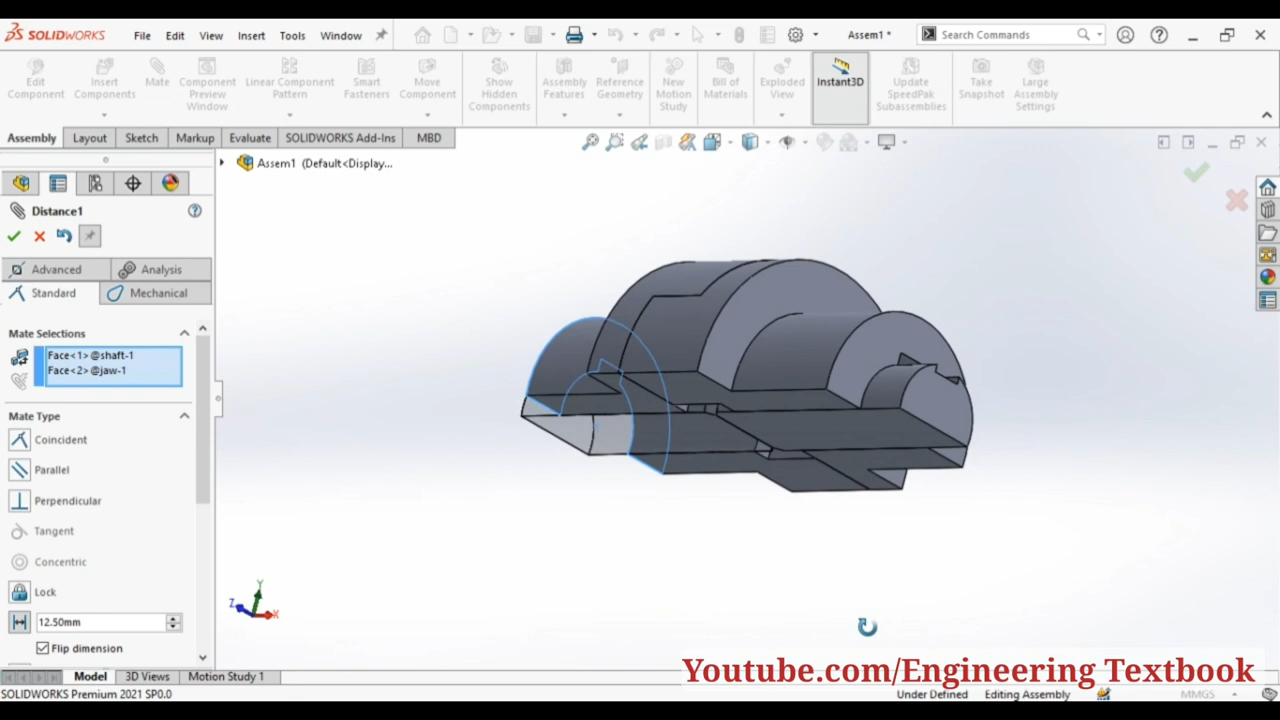 SOLIDWORKS File Edit View Insert Tools Window Assem1 * Search Commands
Edit Component
Insert Components
Mate
Component Preview Window
Linear Component Pattern
Smart Fasteners
Move Component
Show Hidden Components
Assembly Features
Reference Geometry
New Motion Study
Bill of Materials
Exploded View
Instant3D
Update SpeedPak Subassemblies
Take Snapshot
Large Assembly Settings
Assembly Layout Sketch Markup Evaluate SOLIDWORKS Add-Ins MBD
Assem1 (Default<Display...
Distance1
Advanced Analysis
Standard Mechanical
Mate Selections
Face<1>@shaft-1
Face<2>@jaw-1
Mate Type
Coincident
Parallel
Perpendicular
Tangent
Concentric
Lock
12.50mm
Flip dimension
Y
Z
X
Model 3D Views Motion Study 1
Youtube.com/Engineering Textbook
SOLIDWORKS Premium 2021 SP0.0 Under Defined Editing Assembly MMGS